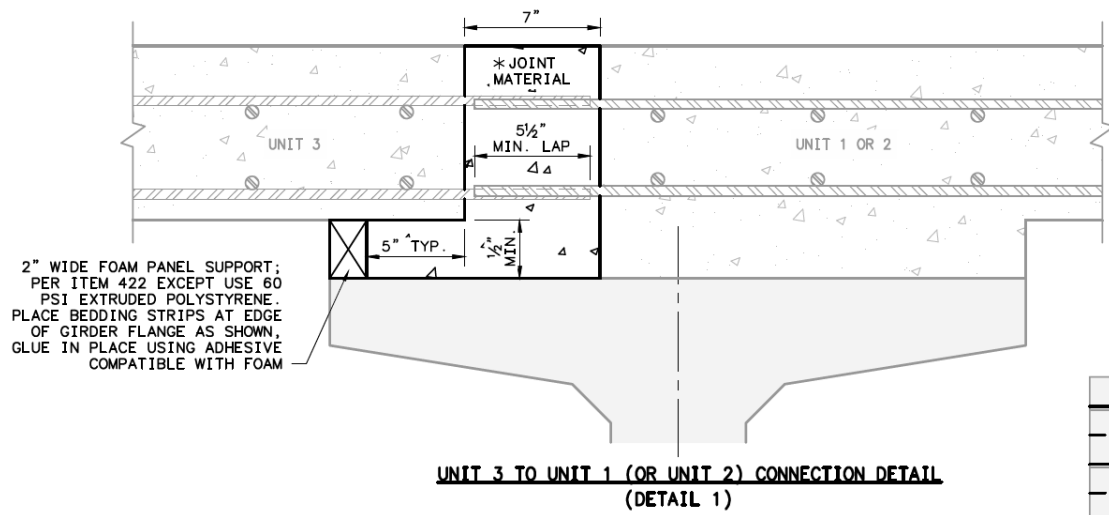 7"
* JOINT
MATERIAL
UNIT 3
5½"
MIN. LAP
UNIT 1 OR 2
5" TYP.
½"
MIN.
2" WIDE FOAM PANEL SUPPORT;
PER ITEM 422 EXCEPT USE 60
PSI EXTRUDED POLYSTYRENE.
PLACE BEDDING STRIPS AT EDGE
OF GIRDER FLANGE AS SHOWN,
GLUE IN PLACE USING ADHESIVE
COMPATIBLE WITH FOAM
UNIT 3 TO UNIT 1 (OR UNIT 2) CONNECTION DETAIL
(DETAIL 1)